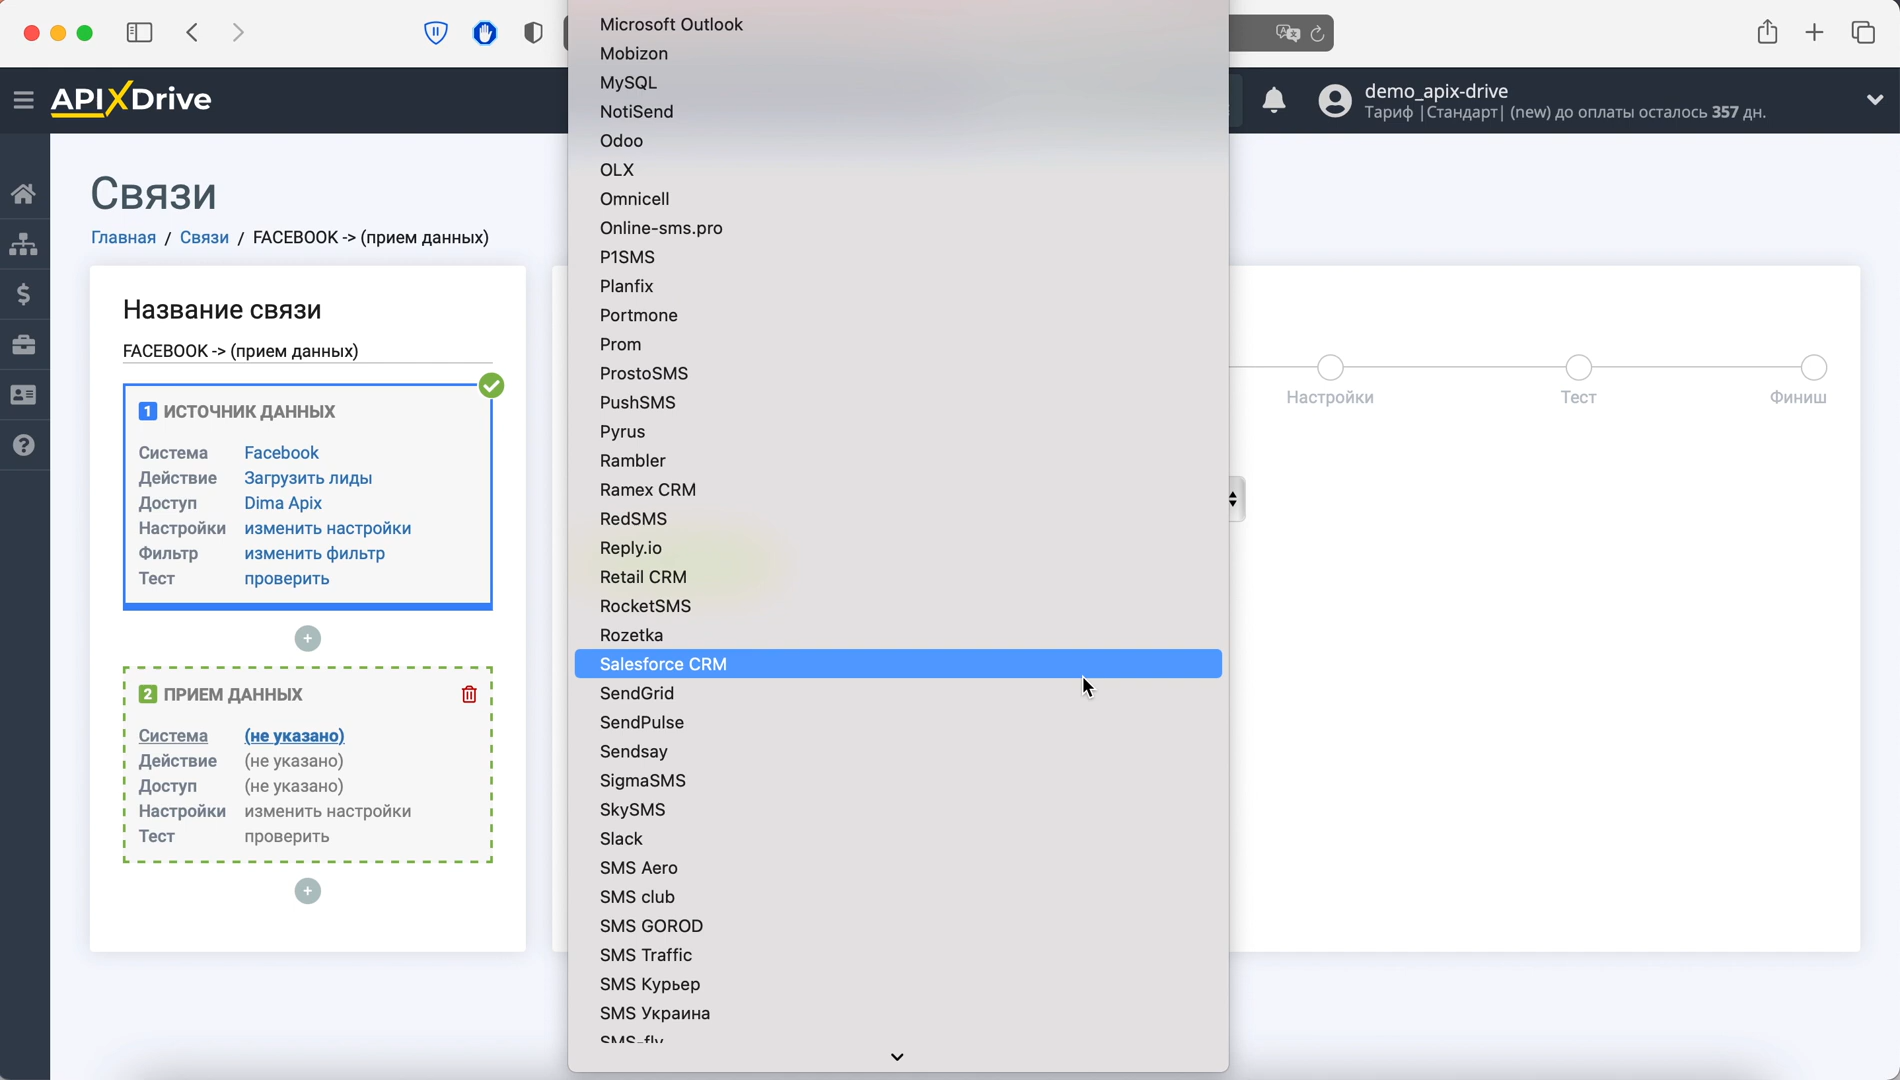 APIXDrive
demo_apix-drive
Тариф |Стандарт| (new) до оплаты осталось 357 дн.
Связи
Главная / Связи / FACEBOOK -> (прием данных)
Название связи
FACEBOOK -> (прием данных)
1 ИСТОЧНИК ДАННЫХ
Система Facebook
Действие Загрузить лиды
Доступ Dima Apix
Настройки изменить настройки
Фильтр изменить фильтр
Тест проверить
2 ПРИЕМ ДАННЫХ
Система (не указано)
Действие (не указано)
Доступ (не указано)
Настройки изменить настройки
Тест проверить
Microsoft Outlook
Mobizon
MySQL
NotiSend
Odoo
OLX
Omnicell
Online-sms.pro
P1SMS
Planfix
Portmone
Prom
ProstoSMS
PushSMS
Pyrus
Rambler
Ramex CRM
RedSMS
Reply.io
Retail CRM
RocketSMS
Rozetka
Salesforce CRM
SendGrid
SendPulse
Sendsay
SigmaSMS
SkySMS
Slack
SMS Aero
SMS club
SMS GOROD
SMS Traffic
SMS Курьер
SMS Украина
SMS-fly
Настройки
Тест
Финиш